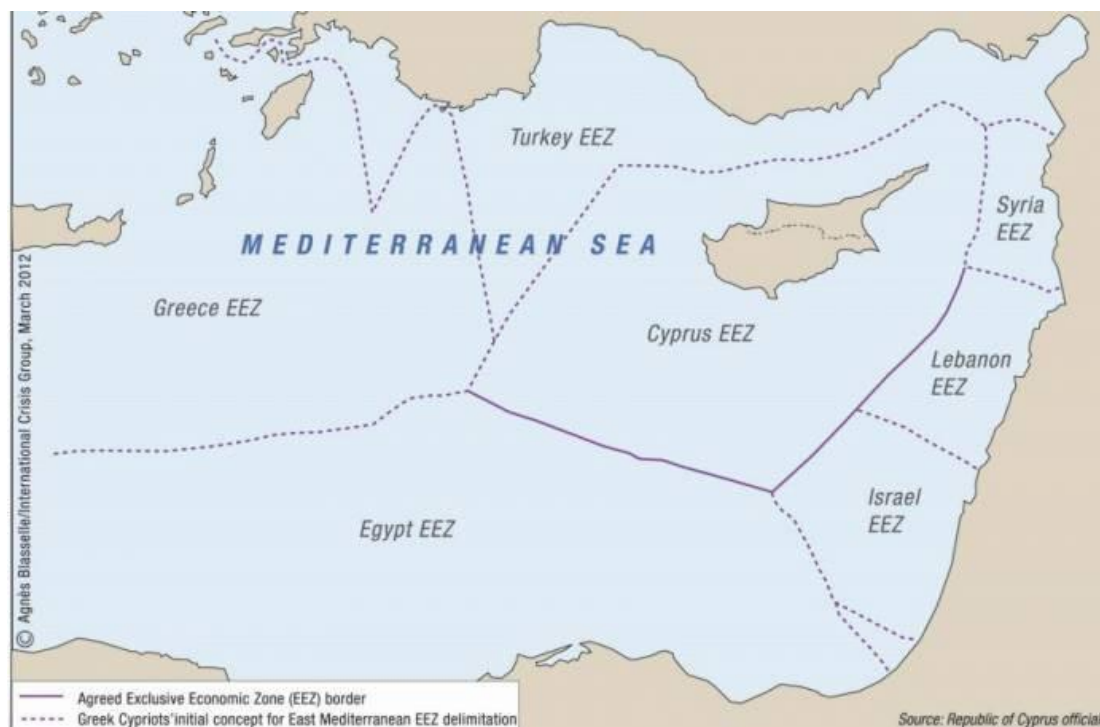 Turkey EEZ
Syria
EEZ
MEDITERRANEAN SEA
Greece EEZ
Cyprus EEZ
Lebanon
EEZ
Israel
EEZ
Egypt EEZ
© Agnès Blasselle/International Crisis Group, March 2012
Agreed Exclusive Economic Zone (EEZ) border
Greek Cypriots'initial concept for East Mediterranean EEZ delimitation
Source: Republic of Cyprus official